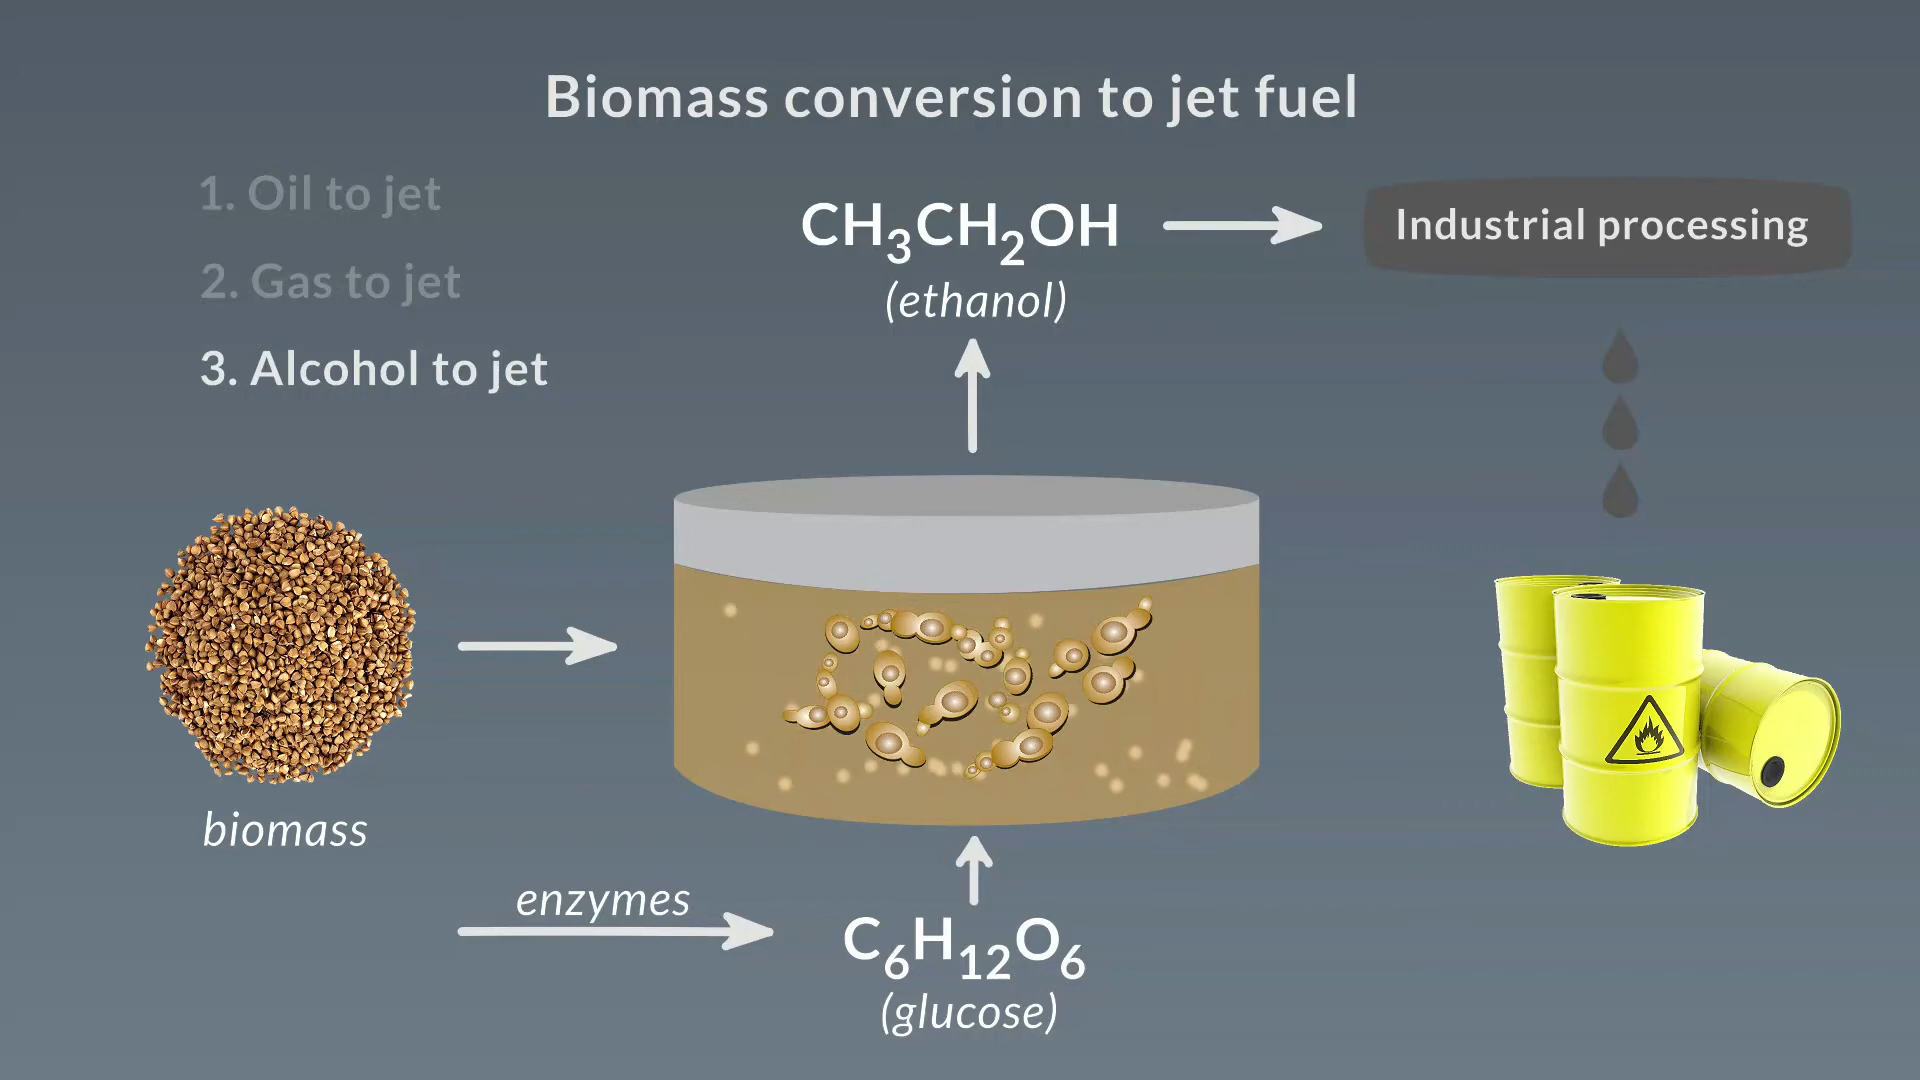 Biomass conversion to jet fuel
1. Oil to jet
2. Gas to jet
3. Alcohol to jet
CH₃CH₂OH
(ethanol)
Industrial processing
biomass
enzymes
C₆H₁₂O₆
(glucose)